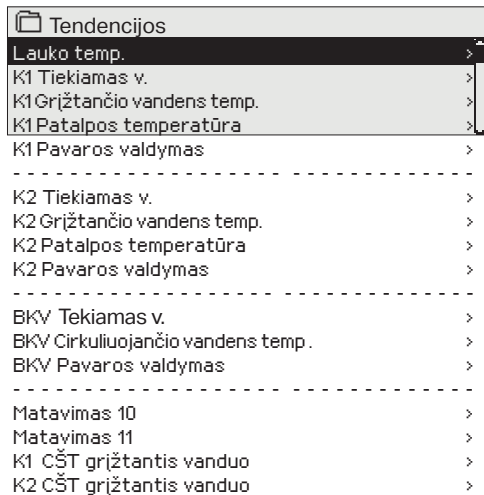 Tendencijos
Lauko temp. >
K1 Tiekiamas v. >
K1 Grįžtančio vandens temp. >
K1 Patalpos temperatūra >
K1 Pavaros valdymas >
K2 Tiekiamas v. >
K2 Grįžtančio vandens temp. >
K2 Patalpos temperatūra >
K2 Pavaros valdymas >
BKV Tekiamas v. >
BKV Cirkuliuojančio vandens temp. >
BKV Pavaros valdymas >
Matavimas 10 >
Matavimas 11 >
K1 CŠT grįžtantis vanduo >
K2 CŠT grįžtantis vanduo >